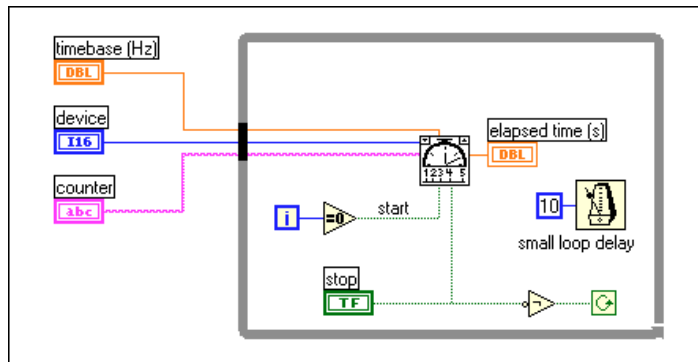 timebase (Hz)
DBL
device
I16
counter
abc
elapsed time (s)
DBL
1 2 3 4 5
i
=0
start
10
small loop delay
stop
TF